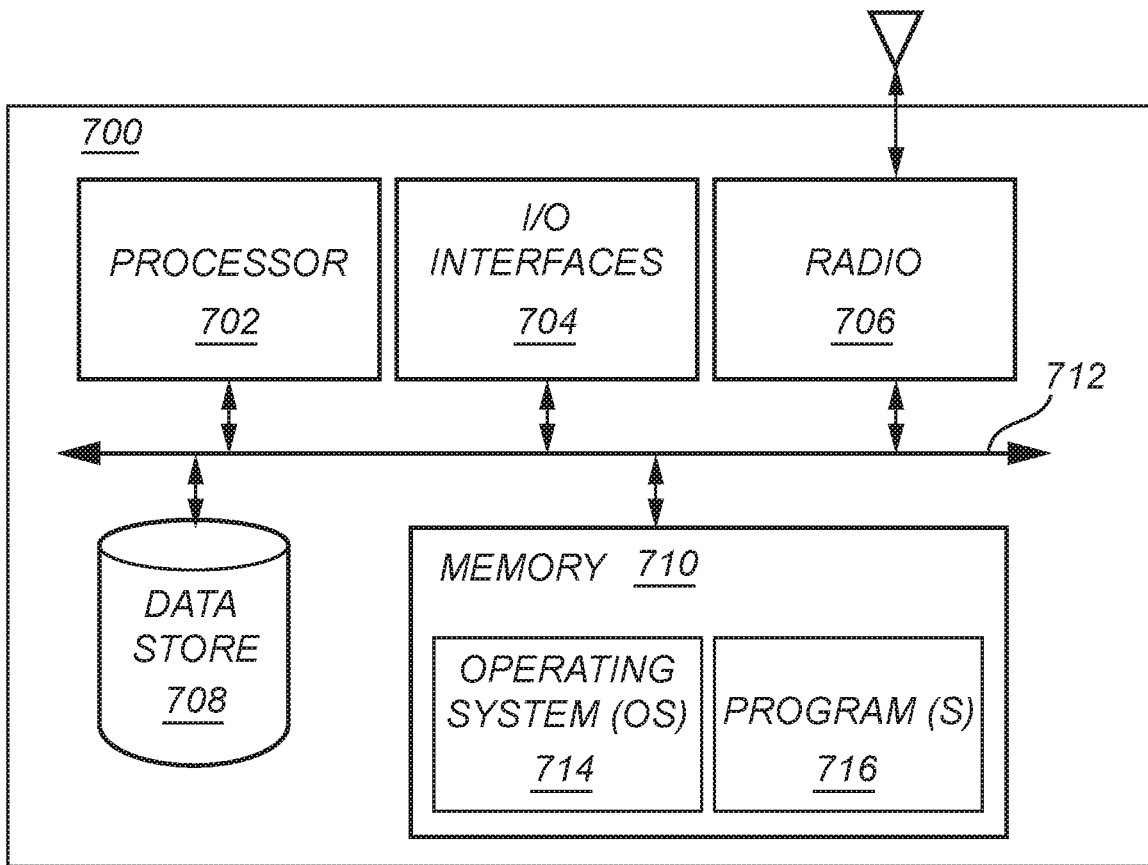 700
PROCESSOR
702
I/O
INTERFACES
704
RADIO
706
712
DATA
STORE
708
MEMORY 710
OPERATING
SYSTEM (OS)
714
PROGRAM (S)
716